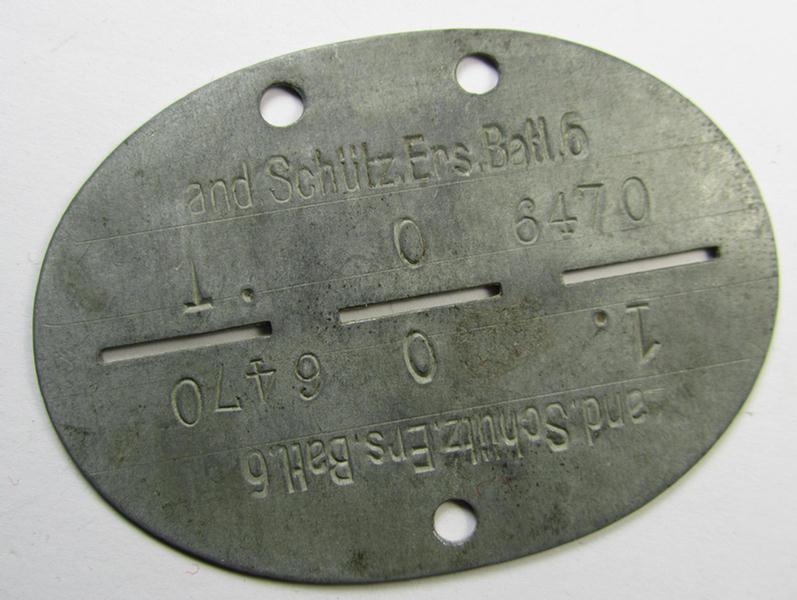 and Schütz.Ers.Batl.6
1. 0 6470
1. 0 6470
and.Schütz.Ers.Batl.6